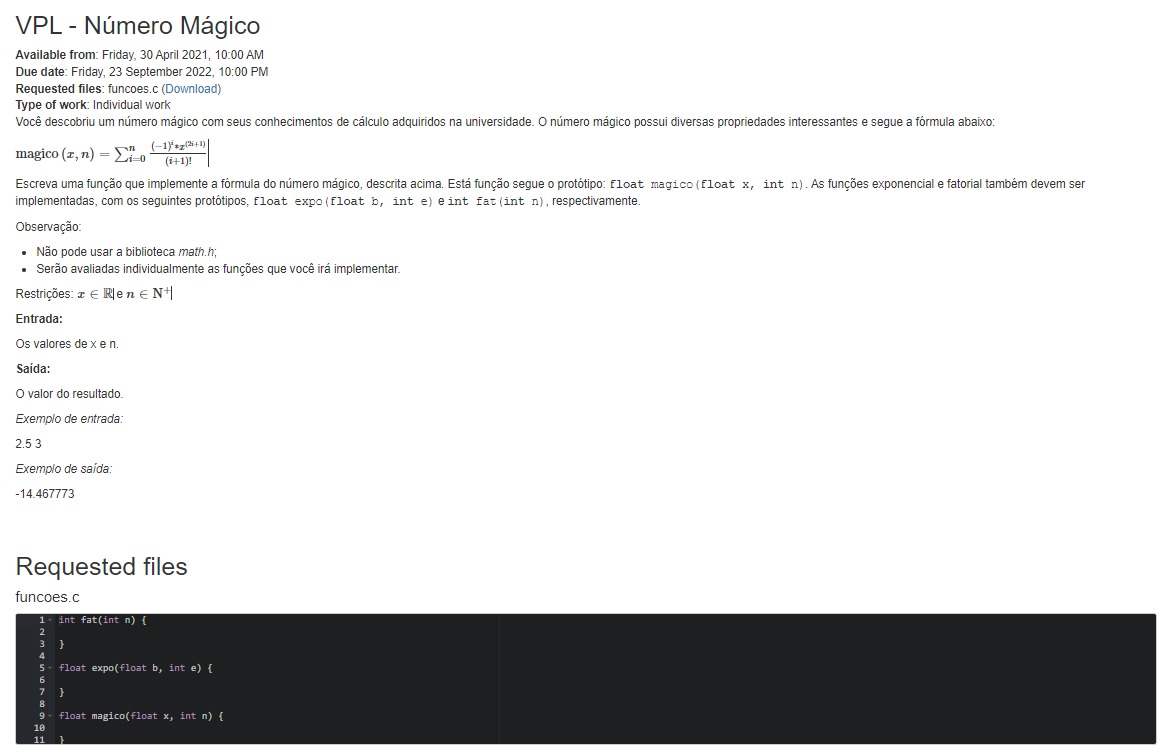 VPL - Número Mágico
Available from: Friday, 30 April 2021, 10:00 AM
Due date: Friday, 23 September 2022, 10:00 PM
Requested files: funcoes.c (Download)
Type of work: Individual work
Você descobriu um número mágico com seus conhecimentos de cálculo adquiridos na universidade. O número mágico possui diversas propriedades interessantes e segue a fórmula abaixo:
magico (x, n) = ∑ⁿᵢ₌₀ (−1)^i*x^(2i+1) / (i+1)!
Escreva uma função que implemente a fórmula do número mágico, descrita acima. Está função segue o protótipo: float magico(float x, int n). As funções exponencial e fatorial também devem ser
implementadas, com os seguintes protótipos, float expo(float b, int e) e int fat(int n), respectivamente.
Observação:
• Não pode usar a biblioteca math.h;
• Serão avaliadas individualmente as funções que você irá implementar.
Restrições: x ∈ ℝ e n ∈ N⁺
Entrada:
Os valores de x e n.
Saída:
O valor do resultado.
Exemplo de entrada:
2.5 3
Exemplo de saída:
-14.467773
Requested files
funcoes.c
1 int fat(int n) {
2
3 }
4
5 float expo(float b, int e) {
6
7 }
8
9 float magico(float x, int n) {
10
11 }